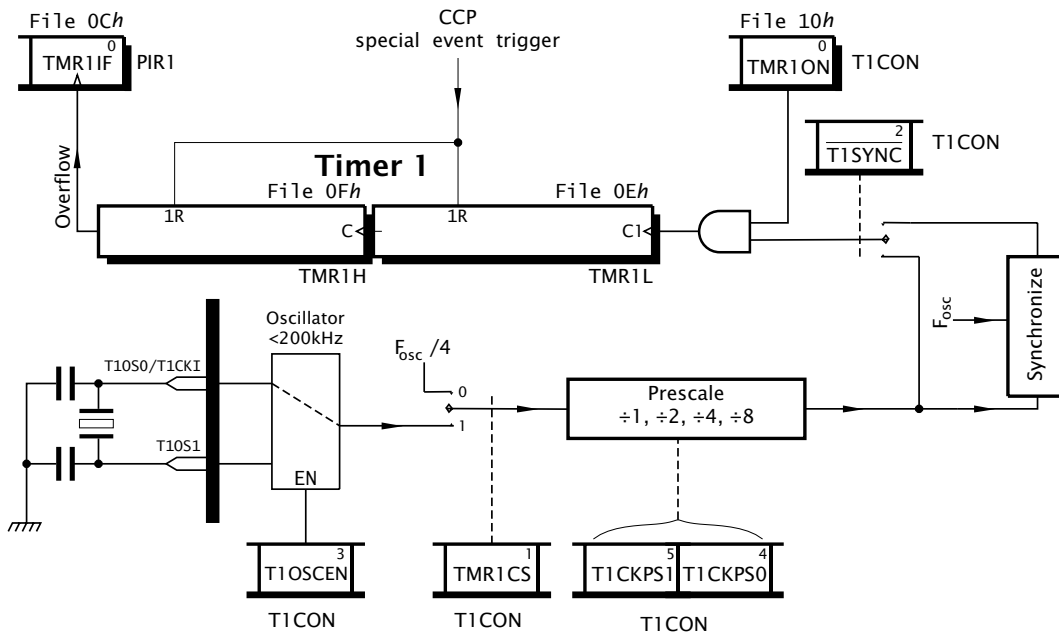 File 0Ch
0
TMR1IF
PIR1
CCP
special event trigger
File 10h
0
TMR1ON
T1CON
2
T1SYNC
T1CON
Overflow
Timer 1
File 0Fh
File 0Eh
1R
C
1R
C1
TMR1H
TMR1L
Synchronize
Fosc
Oscillator
<200kHz
Fosc /4
T1OS0/T1CKI
0
1
Prescale
÷1, ÷2, ÷4, ÷8
T1OS1
EN
3
T1OSCEN
T1CON
1
TMR1CS
T1CON
5
T1CKPS1
4
T1CKPS0
T1CON